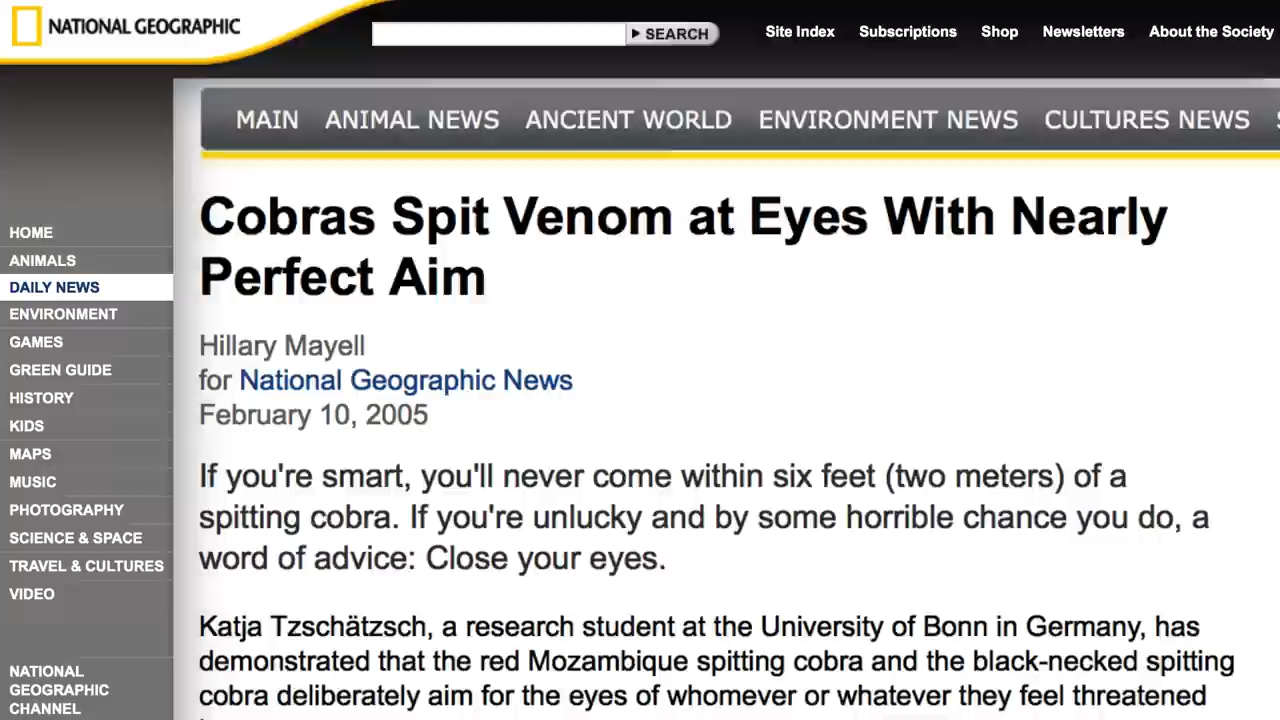 NATIONAL GEOGRAPHIC
SEARCH
Site Index Subscriptions Shop Newsletters About the Society
MAIN ANIMAL NEWS ANCIENT WORLD ENVIRONMENT NEWS CULTURES NEWS
HOME
ANIMALS
DAILY NEWS
ENVIRONMENT
GAMES
GREEN GUIDE
HISTORY
KIDS
MAPS
MUSIC
PHOTOGRAPHY
SCIENCE & SPACE
TRAVEL & CULTURES
VIDEO
NATIONAL
GEOGRAPHIC
CHANNEL
Cobras Spit Venom at Eyes With Nearly
Perfect Aim
Hillary Mayell
for National Geographic News
February 10, 2005
If you're smart, you'll never come within six feet (two meters) of a
spitting cobra. If you're unlucky and by some horrible chance you do, a
word of advice: Close your eyes.
Katja Tzschätzsch, a research student at the University of Bonn in Germany, has
demonstrated that the red Mozambique spitting cobra and the black-necked spitting
cobra deliberately aim for the eyes of whomever or whatever they feel threatened